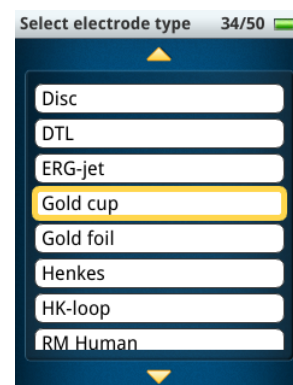 Select electrode type 34/50
Disc
DTL
ERG-jet
Gold cup
Gold foil
Henkes
HK-loop
RM Human